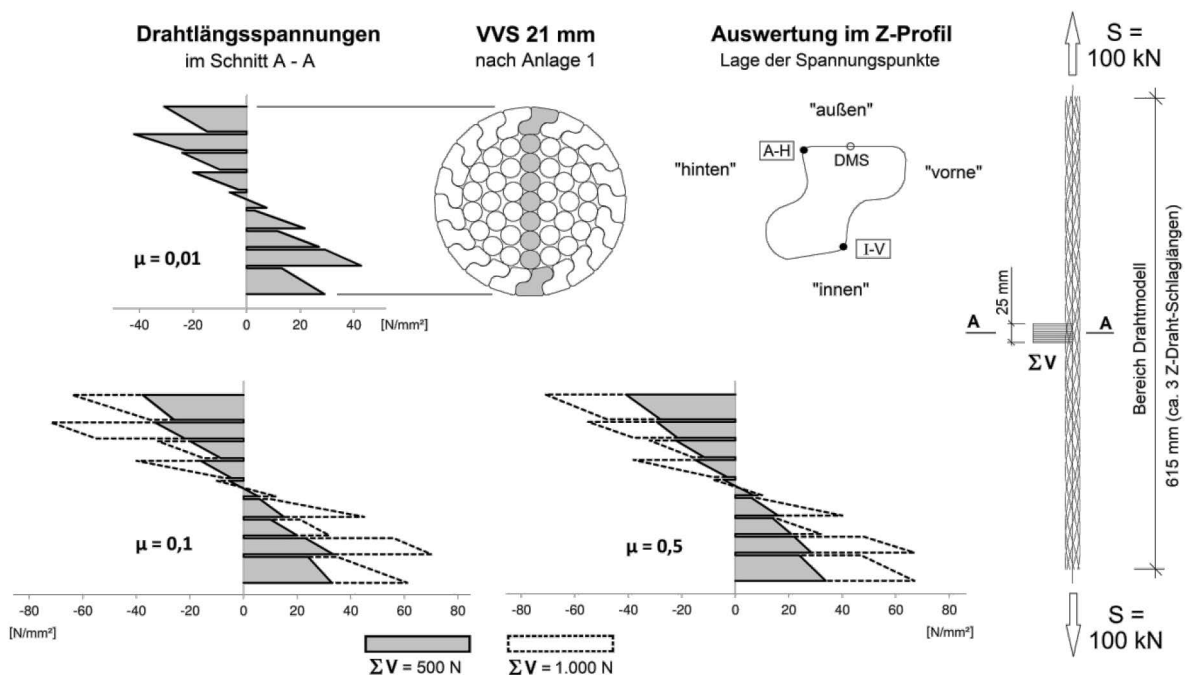 Drahtlängsspannungen
im Schnitt A - A
VVS 21 mm
nach Anlage 1
Auswertung im Z-Profil
Lage der Spannungspunkte
S =
100 kN
"außen"
A-H
DMS
"hinten"
"vorne"
I-V
"innen"
μ = 0,01
-40 -20 0 20 40 [N/mm²]
25 mm
A
A
ΣV
Bereich Drahtmodell
615 mm (ca. 3 Z-Draht-Schlaglängen)
μ = 0,1
-80 -60 -40 -20 0 20 40 60 80
[N/mm²]
μ = 0,5
-80 -60 -40 -20 0 20 40 60 80
[N/mm²]
S =
100 kN
ΣV = 500 N
ΣV = 1.000 N